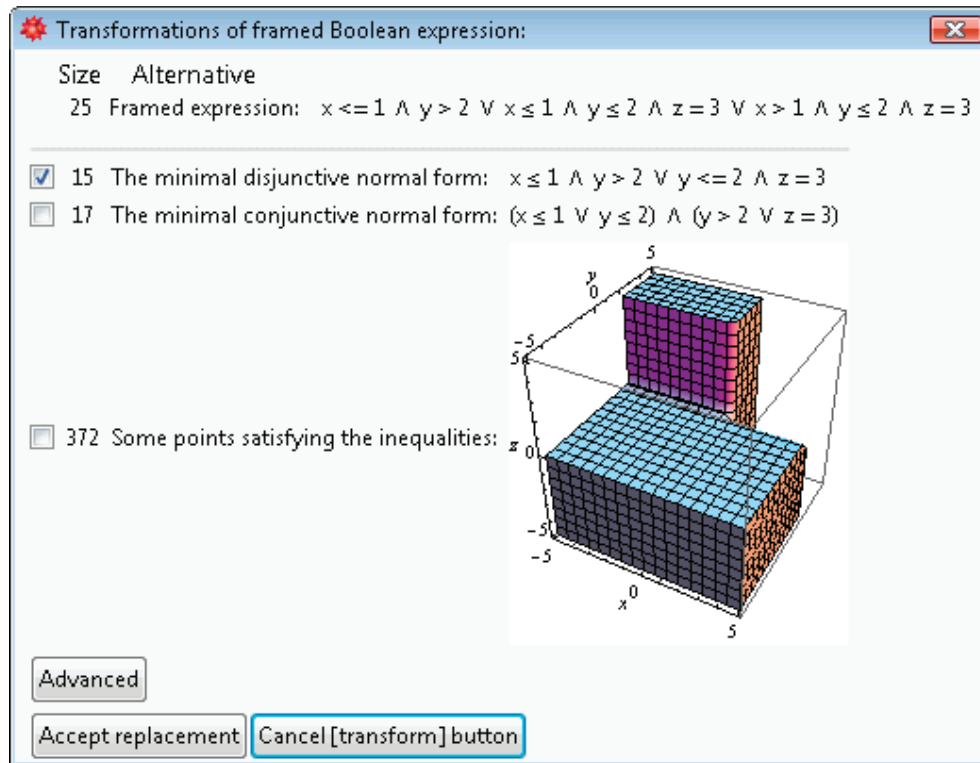 Transformations of framed Boolean expression:
Size Alternative
25 Framed expression: x <= 1 ∧ y > 2 ∨ x ≤ 1 ∧ y ≤ 2 ∧ z = 3 ∨ x > 1 ∧ y ≤ 2 ∧ z = 3
15 The minimal disjunctive normal form: x ≤ 1 ∧ y > 2 ∨ y <= 2 ∧ z = 3
17 The minimal conjunctive normal form: (x ≤ 1 ∨ y ≤ 2) ∧ (y > 2 ∨ z = 3)
5
y
0
-5
5
372 Some points satisfying the inequalities:
z 0
-5
-5
x 0
5
Advanced
Accept replacement Cancel [transform] button